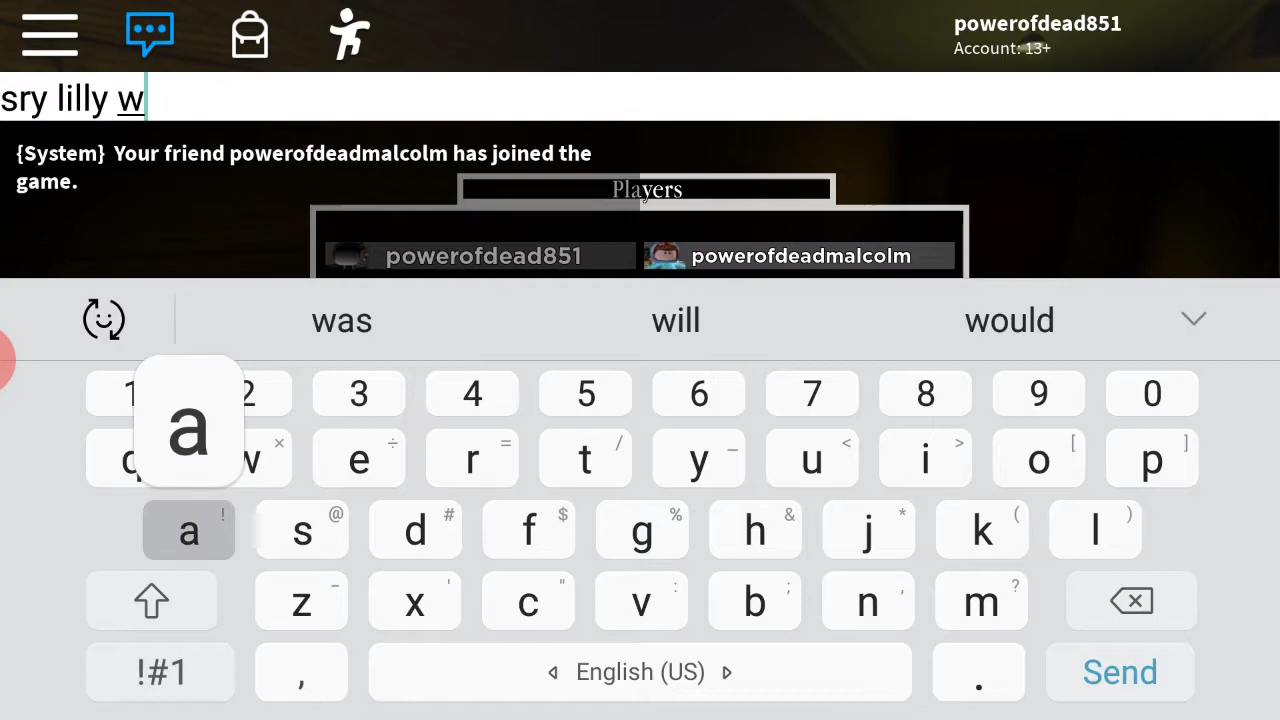 powerofdead851
Account: 13+
sry lilly w
{System} Your friend powerofdeadmalcolm has joined the
game.
Players
powerofdead851 powerofdeadmalcolm
was will would
1 2 3 4 5 6 7 8 9 0
a
q w × e ÷ r = t / y _ u < i > o [ p ]
a ! s @ d # f $ g % h & j * k ( l )
z - x ' c " v : b ; n , m ?
!#1 , English (US) . Send